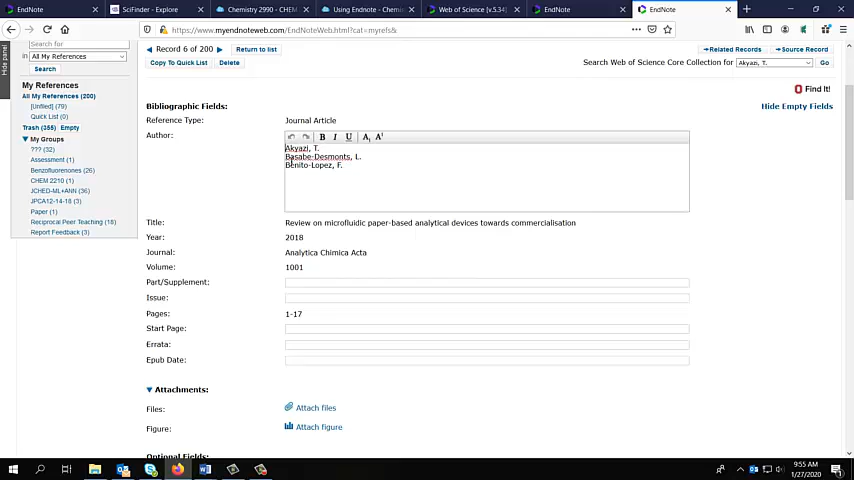 EndNote
SciFinder - Explore
Chemistry 2990 - CHEM
Using Endnote - Chemi
Web of Science [v.5.34]
EndNote
EndNote
https://www.myendnoteweb.com/EndNoteWeb.html?cat=myrefs&
Hide panel
Search for
in All My References
Search
My References
All My References (200)
[Unfiled] (79)
Quick List (0)
Trash (355) Empty
My Groups
??? (32)
Assessment (1)
Benzofluorenones (26)
CHEM 2210 (1)
JCHED-ML+ANN (36)
JPCA12-14-18 (3)
Paper (1)
Reciprocal Peer Teaching (18)
Report Feedback (3)
Record 6 of 200
Return to list
Related Records
Source Record
Copy To Quick List
Delete
Search Web of Science Core Collection for
Akyazi, T.
Go
Find It!
Bibliographic Fields:
Hide Empty Fields
Reference Type: Journal Article
Author:
B I U A, A¹
Akyazi, T.
Basabe-Desmonts, L.
Benito-Lopez, F.
Title: Review on microfluidic paper-based analytical devices towards commercialisation
Year: 2018
Journal: Analytica Chimica Acta
Volume: 1001
Part/Supplement:
Issue:
Pages: 1-17
Start Page:
Errata:
Epub Date:
Attachments:
Files: Attach files
Figure: Attach figure
Optional Fields:
9:55 AM
1/27/2020